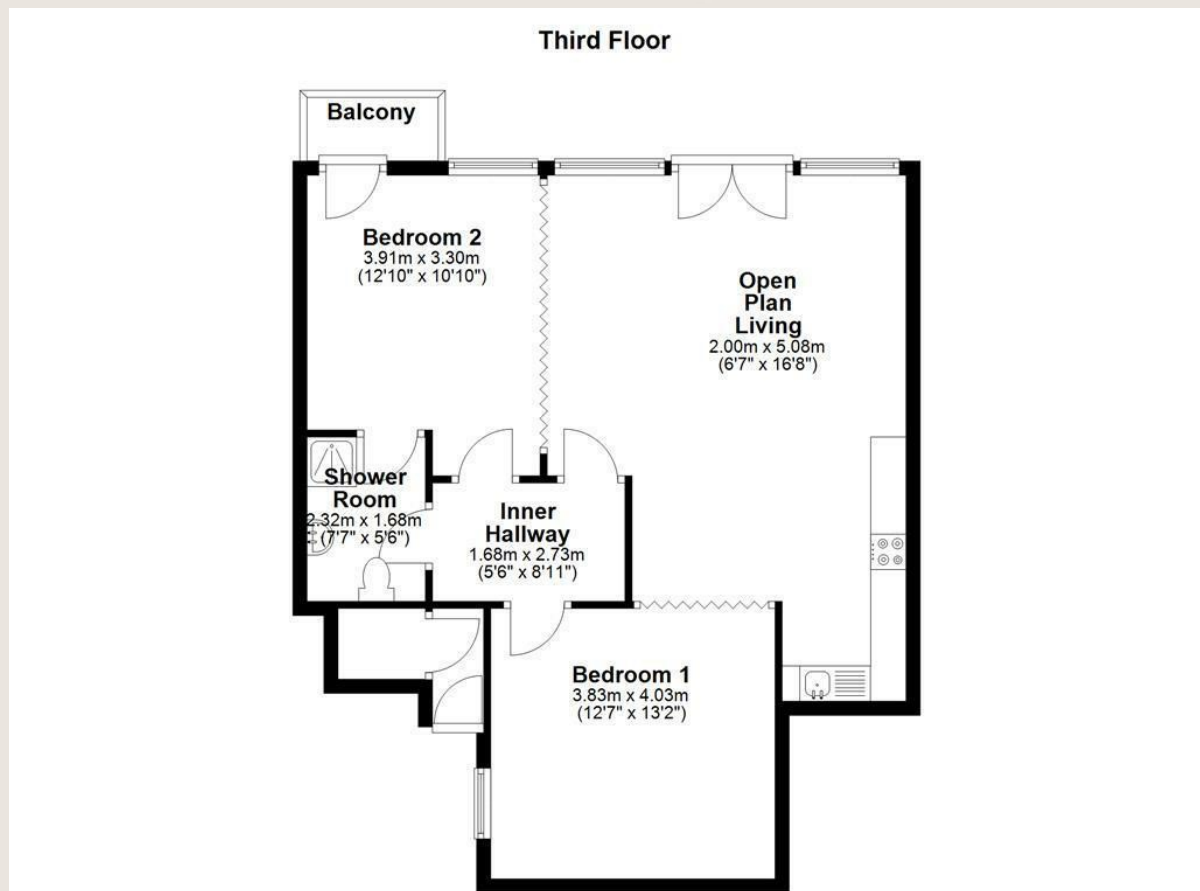 Third Floor
Balcony
Bedroom 2
3.91m x 3.30m
(12'10" x 10'10")
Open
Plan
Living
2.00m x 5.08m
(6'7" x 16'8")
Shower
Room
2.32m x 1.68m
(7'7" x 5'6")
Inner
Hallway
1.68m x 2.73m
(5'6" x 8'11")
Bedroom 1
3.83m x 4.03m
(12'7" x 13'2")